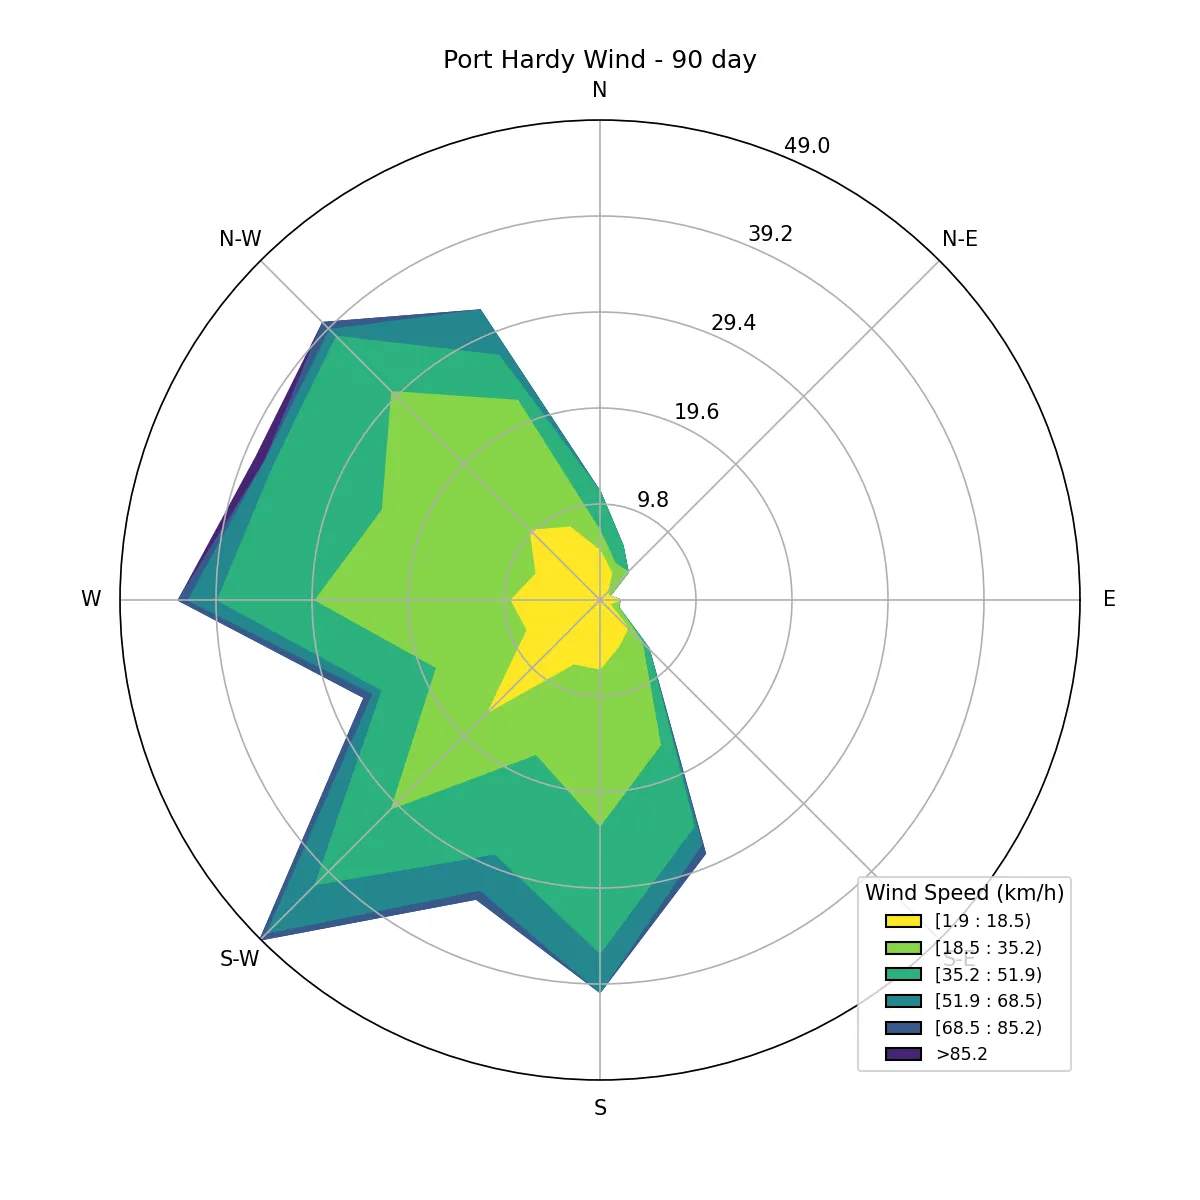 Port Hardy Wind - 90 day
N
49.0
39.2
N-W
N-E
29.4
19.6
9.8
W
E
Wind Speed (km/h)
[1.9 : 18.5)
[18.5 : 35.2)
S-W
S-E
[35.2 : 51.9)
[51.9 : 68.5)
[68.5 : 85.2)
>85.2
S